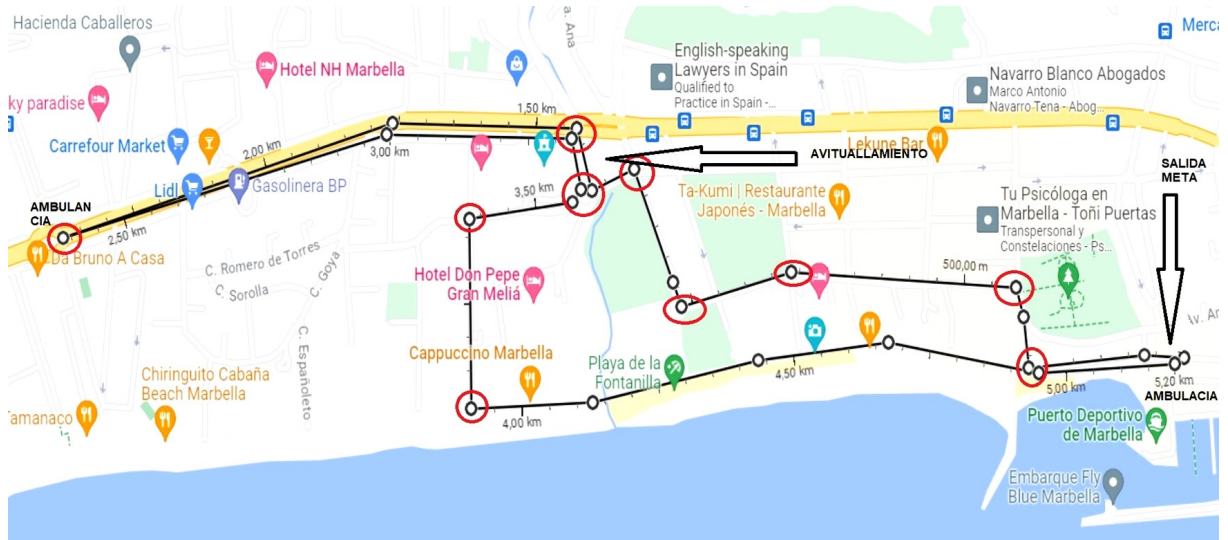 Hacienda Caballeros
a. Ana
English-speaking
Lawyers in Spain
Qualified to
Practice in Spain -...
Merca
Hotel NH Marbella
Navarro Blanco Abogados
Marco Antonio
Navarro Tena - Abog...
ky paradise
1,50 km
Carrefour Market
2,00 km
3,00 km
Lekune Bar
AVITUALLAMIENTO
SALIDA
META
Lidl
Gasolinera BP
3,50 km
Ta-Kumi | Restaurante
Japonés - Marbella
Tu Psicóloga en
Marbella - Toñi Puertas
Transpersonal y
Constelaciones - Ps...
AMBULAN
CIA
2,50 km
Da Bruno A Casa
C. Romero de Torres
C. Sorolla
C. Goya
Hotel Don Pepe
Gran Meliá
500,00 m
Av. Ar
C. Españoleto
Cappuccino Marbella
Playa de la
Fontanilla
4,50 km
5,00 km
5,20 km
AMBULACIA
Chiringuito Cabaña
Beach Marbella
Tamanaco
4,00 km
Puerto Deportivo
de Marbella
Embarque Fly
Blue Marbella